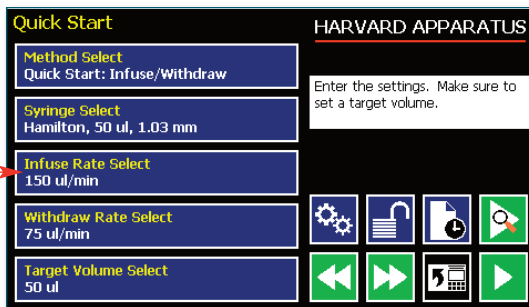 Quick Start
Method Select
Quick Start: Infuse/Withdraw
Syringe Select
Hamilton, 50 ul, 1.03 mm
Infuse Rate Select
150 ul/min
Withdraw Rate Select
75 ul/min
Target Volume Select
50 ul
HARVARD APPARATUS
Enter the settings. Make sure to
set a target volume.